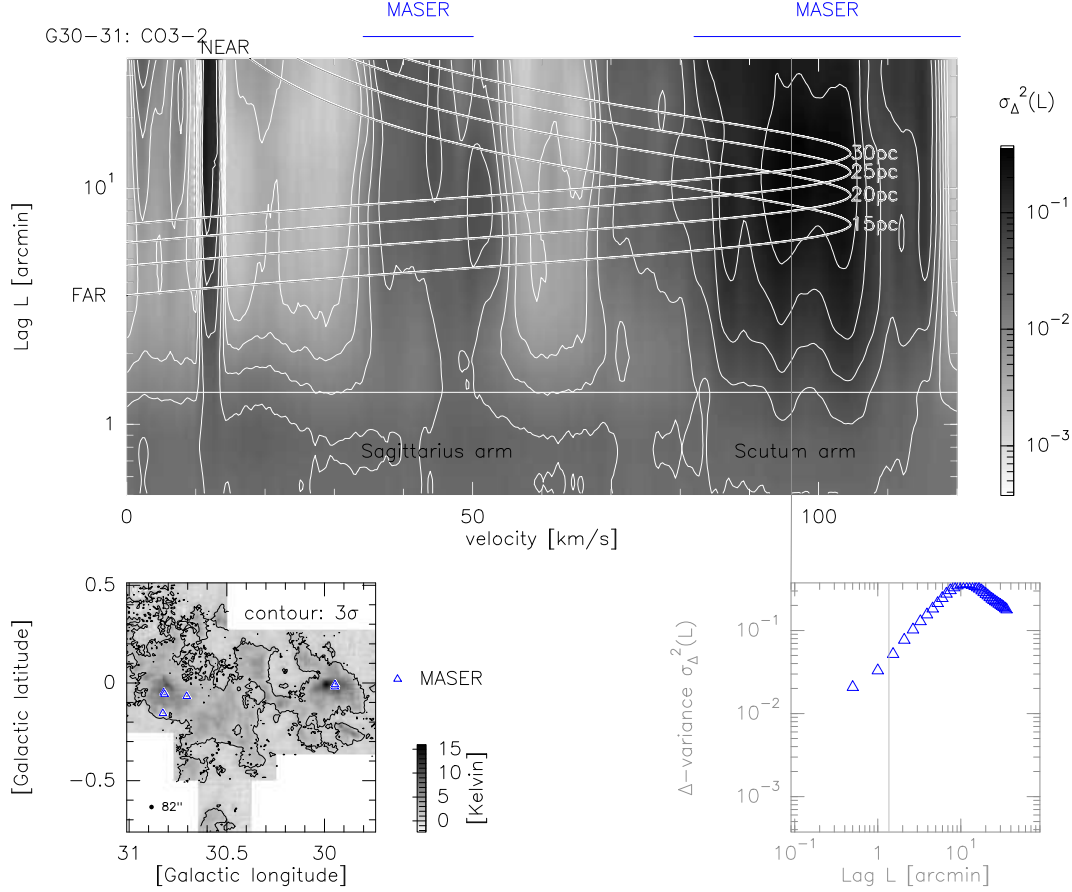 MASER MASER
G30-31: CO3-2
NEAR
σΔ²(L)
30pc
25pc
20pc
15pc
FAR
Lag L [arcmin]
10¹
1
10⁻¹
10⁻²
10⁻³
Sagittarius arm Scutum arm
0 50 100
velocity [km/s]
[Galactic latitude]
0.5
0
-0.5
contour: 3σ
MASER
82"
15
10
5
0
[Kelvin]
31 30.5 30
[Galactic longitude]
Δ-variance σΔ²(L)
10⁻¹
10⁻²
10⁻³
10⁻¹ 1 10¹
Lag L [arcmin]